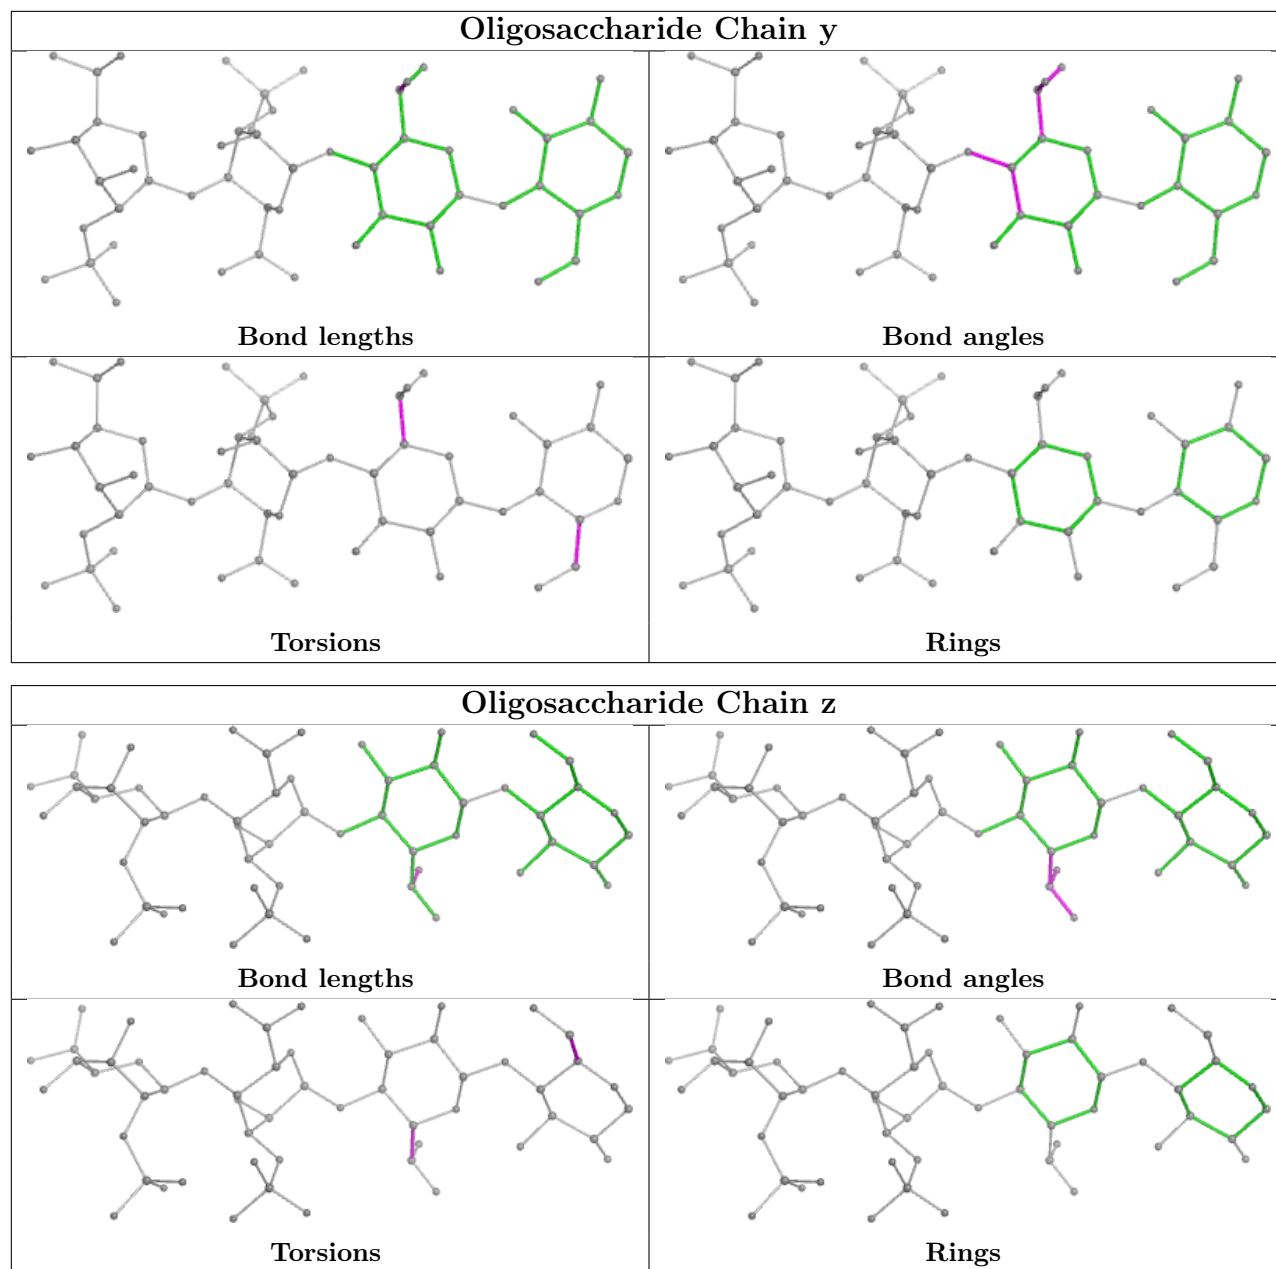 Oligosaccharide Chain y
Bond lengths
Bond angles
Torsions
Rings
Oligosaccharide Chain z
Bond lengths
Bond angles
Torsions
Rings